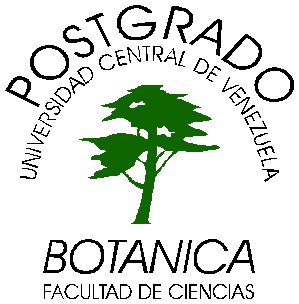 POSTGRADO
UNIVERSIDAD CENTRAL DE VENEZUELA
BOTANICA
FACULTAD DE CIENCIAS